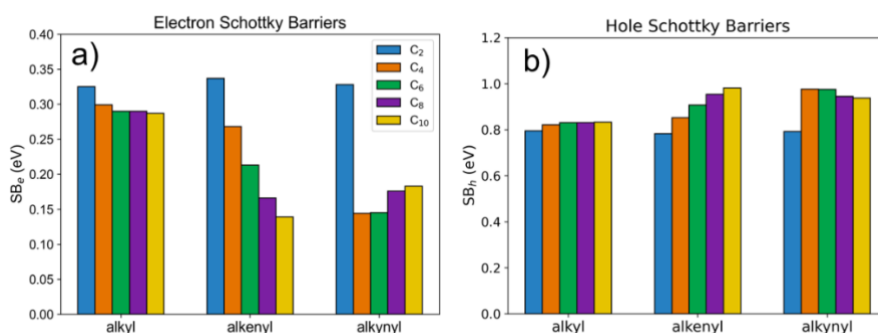 Electron Schottky Barriers
a)
C2
C4
C6
C8
C10
0.40
0.35
0.30
0.25
0.20
0.15
0.10
0.05
0.00
SBe (eV)
alkyl
alkenyl
alkynyl
Hole Schottky Barriers
b)
1.2
1.0
0.8
0.6
0.4
0.2
0.0
SBh (eV)
alkyl
alkenyl
alkynyl